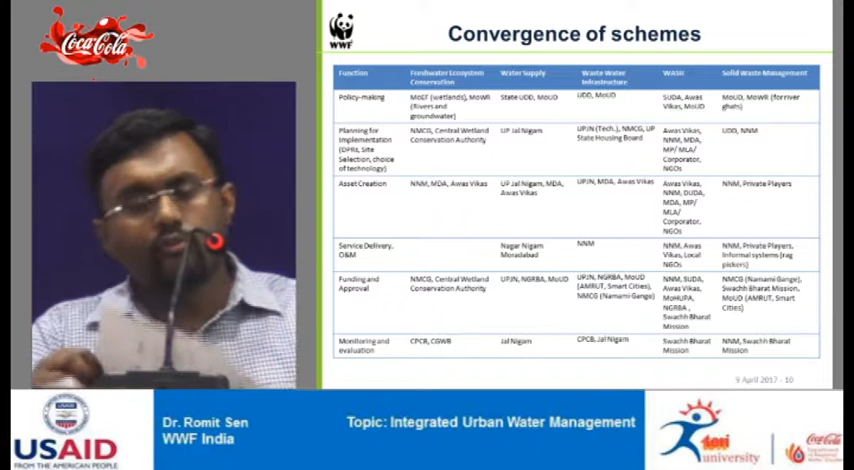 Coca-Cola
WWF
Convergence of schemes
Function
Freshwater Ecosystem
Conservation
Water Supply
Waste Water
Infrastructure
WASH
Solid Waste Management
Policy-making
MoEF (wetlands), MoWR
(Rivers and
groundwater)
State UDD, MoUD
UDD, MoUD
SUDA, Awas
Vikas, MoUD
MoUD, MoWR (for river
ghats)
Planning for
Implementation
(DPRs, Site
Selection, choice
of technology)
NMCG, Central Wetland
Conservation Authority
UP Jal Nigam
UPJN (Tech.), NMCG, UP
State Housing Board
Awas Vikas,
NNM, MDA,
MP/ MLA/
Corporator,
NGOs
UDD, NNM
Asset Creation
NNM, MDA, Awas Vikas
UP Jal Nigam, MDA,
Awas Vikas
UPJN, MDA, Awas Vikas
Awas Vikas,
NNM, DUDA,
MDA, MP/
MLA/
Corporator,
NGOs
NNM, Private Players
Service Delivery,
O&M
Nagar Nigam
Moradabad
NNM
NNM, Awas
Vikas, Local
NGOs
NNM, Private Players,
Informal systems (rag
pickers)
Funding and
Approval
NMCG, Central Wetland
Conservation Authority
UPJN, NGRBA, MoUD
UPJN, NGRBA, MoUD
(AMRUT, Smart Cities),
NMCG (Namami Gange)
NNM, SUDA,
Awas Vikas,
MoHUPA,
NGRBA ,
Swachh Bharat
Mission
NMCG (Namami Gange),
Swachh Bharat Mission,
MoUD (AMRUT, Smart
Cities)
Monitoring and
evaluation
CPCB, CGWB
Jal Nigam
CPCB, Jal Nigam
Swachh Bharat
Mission
NNM, Swachh Bharat
Mission
9 April 2017 - 10
USAID
FROM THE AMERICAN PEOPLE
Dr. Romit Sen
WWF India
Topic: Integrated Urban Water Management
teri
university
Coca-Cola